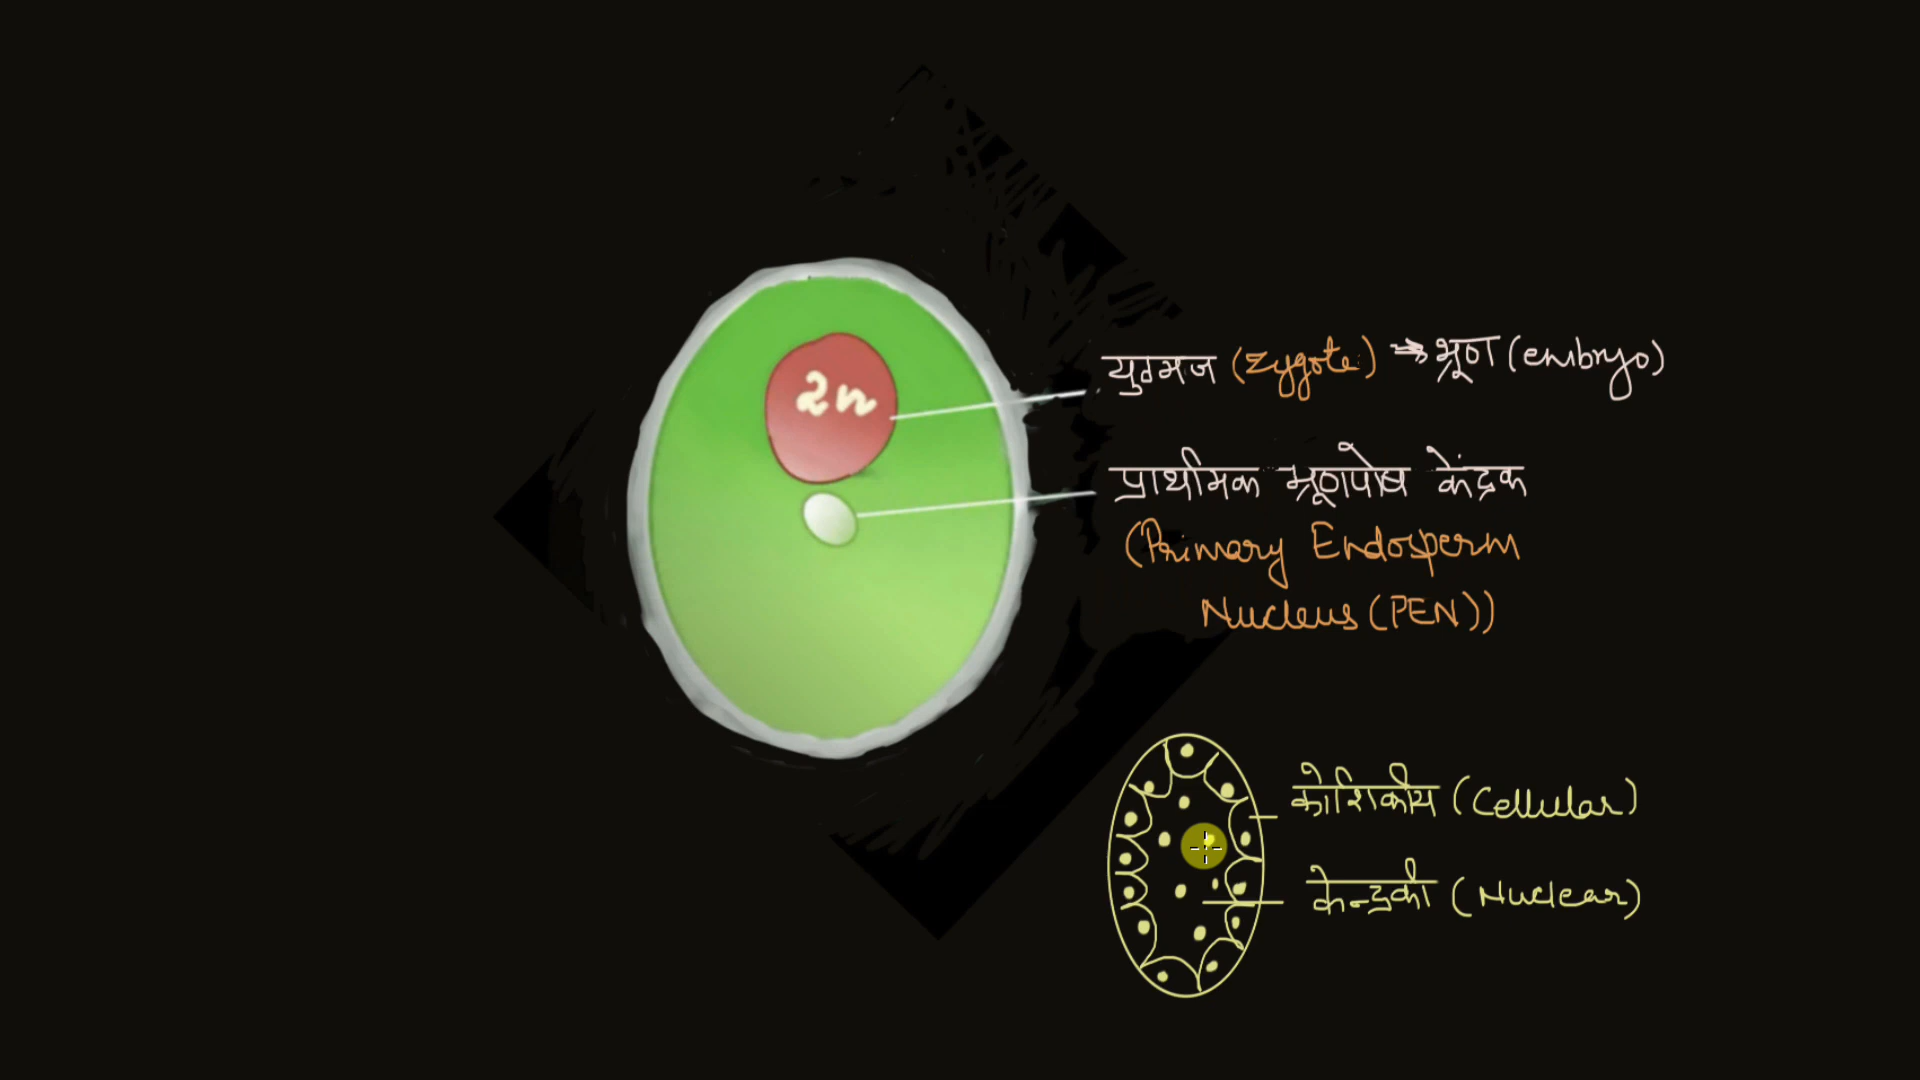 2n
युग्मज (zygote) → भ्रूण (embryo)
प्राथमिक भ्रूणपोष केंद्रक
(Primary Endosperm
Nucleus (PEN))
कोशिकीय (Cellular)
केन्द्रकी (Nuclear)